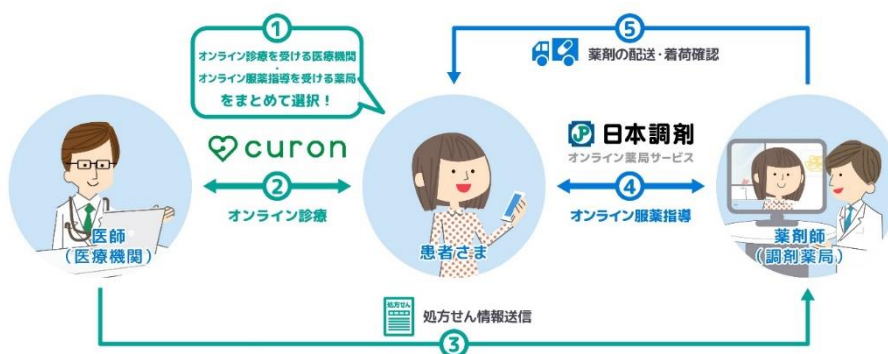 ①
オンライン診療を受ける医療機関
・
オンライン服薬指導を受ける薬局
をまとめて選択！
⑤
薬剤の配送・着荷確認
curon
②
オンライン診療
JP 日本調剤
オンライン薬局サービス
④
オンライン服薬指導
医師
（医療機関）
患者さま
薬剤師
（調剤薬局）
処方せん
処方せん情報送信
③